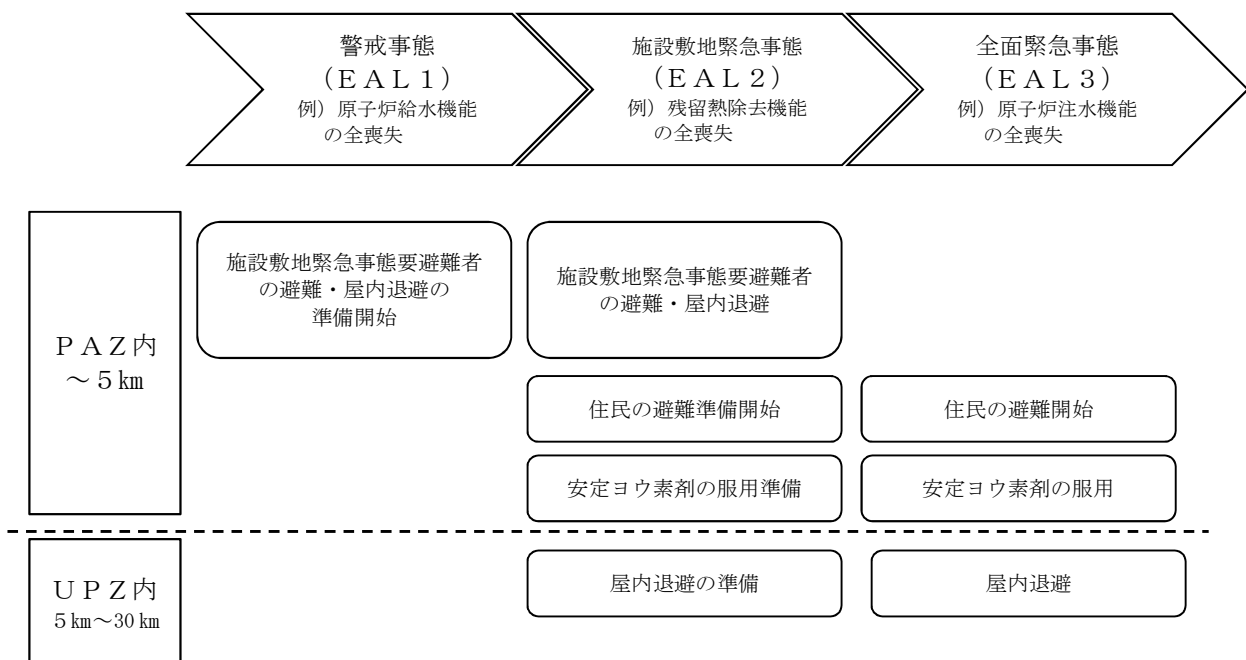 警戒事態
(ＥＡＬ１)
例）原子炉給水機能
の全喪失
施設敷地緊急事態
(ＥＡＬ２)
例）残留熱除去機能
の全喪失
全面緊急事態
(ＥＡＬ３)
例）原子炉注水機能
の全喪失
ＰＡＺ内
～５㎞
施設敷地緊急事態要避難者
の避難・屋内退避の
準備開始
施設敷地緊急事態要避難者
の避難・屋内退避
住民の避難準備開始
住民の避難開始
安定ヨウ素剤の服用準備
安定ヨウ素剤の服用
ＵＰＺ内
５㎞～30㎞
屋内退避の準備
屋内退避